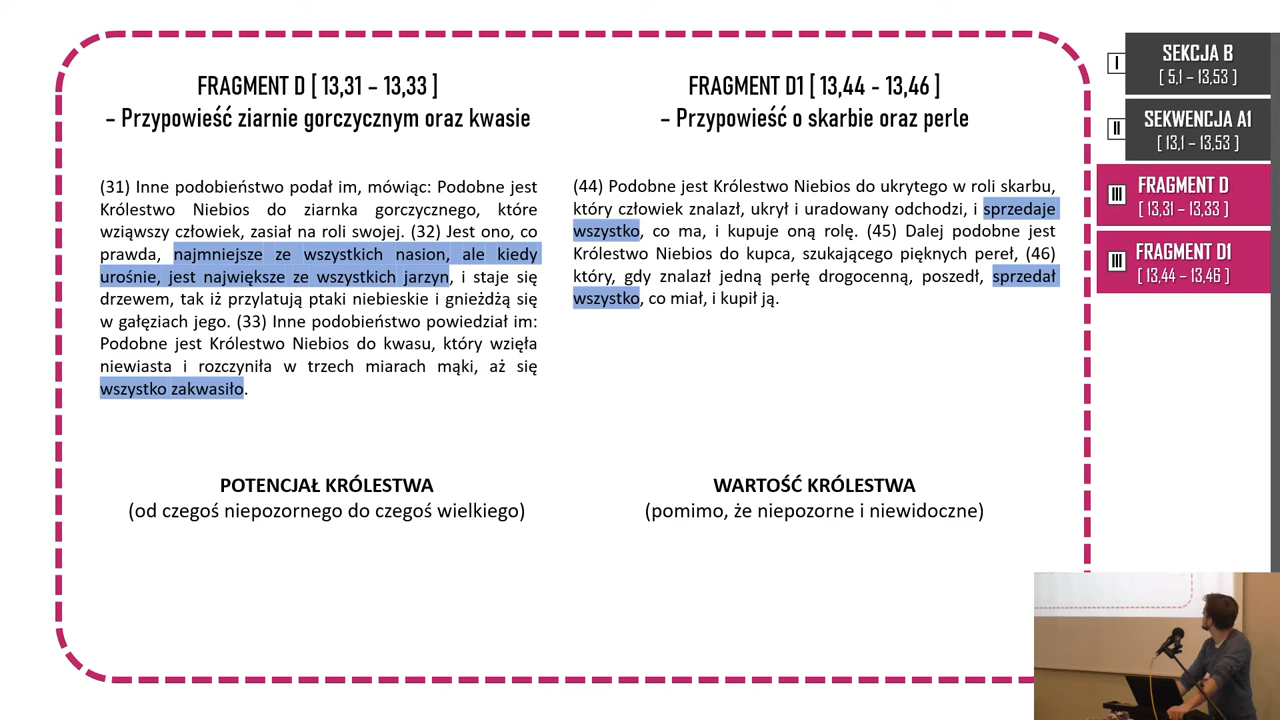 FRAGMENT D [ 13,31 – 13,33 ]
– Przypowieść ziarnie gorczycznym oraz kwasie
(31) Inne podobieństwo podał im, mówiąc: Podobne jest
Królestwo Niebios do ziarnka gorczycznego, które
wziąwszy człowiek, zasiał na roli swojej. (32) Jest ono, co
prawda, najmniejsze ze wszystkich nasion, ale kiedy
urośnie, jest największe ze wszystkich jarzyn, i staje się
drzewem, tak iż przylatują ptaki niebieskie i gnieżdżą się
w gałęziach jego. (33) Inne podobieństwo powiedział im:
Podobne jest Królestwo Niebios do kwasu, który wzięła
niewiasta i rozczyniła w trzech miarach mąki, aż się
wszystko zakwasiło.
POTENCJAŁ KRÓLESTWA
(od czegoś niepozornego do czegoś wielkiego)
FRAGMENT D1 [ 13,44 - 13,46 ]
– Przypowieść o skarbie oraz perle
(44) Podobne jest Królestwo Niebios do ukrytego w roli skarbu,
który człowiek znalazł, ukrył i uradowany odchodzi, i sprzedaje
wszystko, co ma, i kupuje oną rolę. (45) Dalej podobne jest
Królestwo Niebios do kupca, szukającego pięknych pereł, (46)
który, gdy znalazł jedną perłę drogocenną, poszedł, sprzedał
wszystko, co miał, i kupił ją.
WARTOŚĆ KRÓLESTWA
(pomimo, że niepozorne i niewidoczne)
I
SEKCJA B
[ 5,1 – 13,53 ]
II
SEKWENCJA A1
[ 13,1 – 13,53 ]
III
FRAGMENT D
[ 13,31 – 13,33 ]
III
FRAGMENT D1
[ 13,44 – 13,46 ]